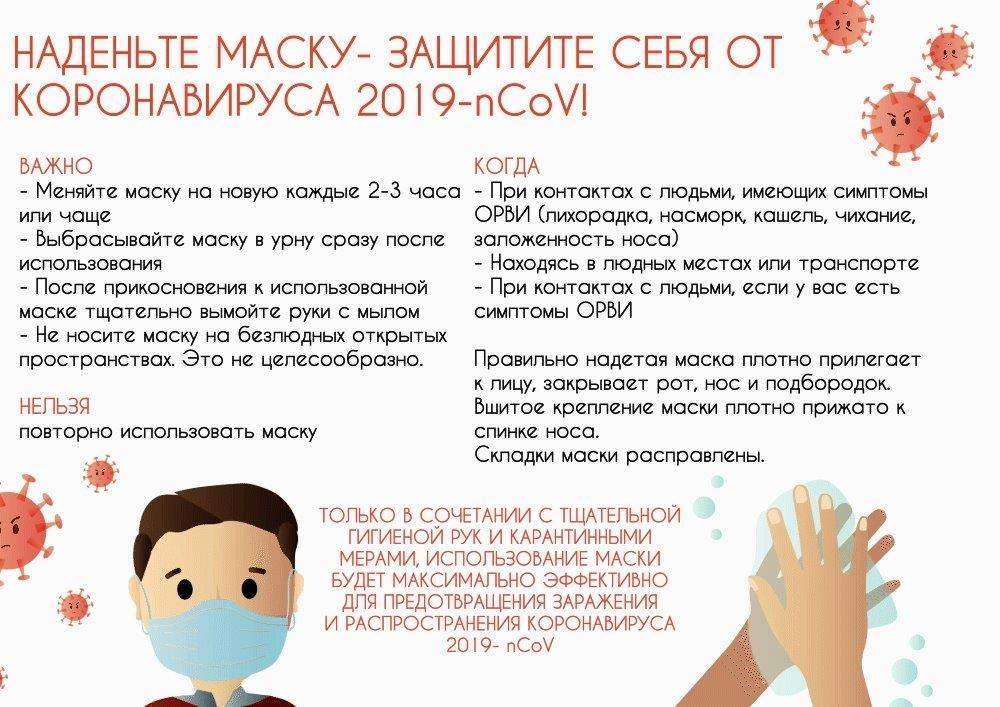 НАДЕНЬТЕ МАСКУ- ЗАЩИТИТЕ СЕБЯ ОТ
КОРОНАВИРУСА 2019-nCoV!
ВАЖНО
- Меняйте маску на новую каждые 2-3 часа
или чаще
- Выбрасывайте маску в урну сразу после
использования
- После прикосновения к использованной
маске тщательно вымойте руки с мылом
- Не носите маску на безлюдных открытых
пространствах. Это не целесообразно.
НЕЛЬЗЯ
повторно использовать маску
КОГДА
- При контактах с людьми, имеющих симптомы
ОРВИ (лихорадка, насморк, кашель, чихание,
заложенность носа)
- Находясь в людных местах или транспорте
- При контактах с людьми, если у вас есть
симптомы ОРВИ
Правильно надетая маска плотно прилегает
к лицу, закрывает рот, нос и подбородок.
Вшитое крепление маски плотно прижато к
спинке носа.
Складки маски расправлены.
ТОЛЬКО В СОЧЕТАНИИ С ТЩАТЕЛЬНОЙ
ГИГИЕНОЙ РУК И КАРАНТИННЫМИ
МЕРАМИ, ИСПОЛЬЗОВАНИЕ МАСКИ
БУДЕТ МАКСИМАЛЬНО ЭФФЕКТИВНО
ДЛЯ ПРЕДОТВРАЩЕНИЯ ЗАРАЖЕНИЯ
И РАСПРОСТРАНЕНИЯ КОРОНАВИРУСА
2019- nCoV